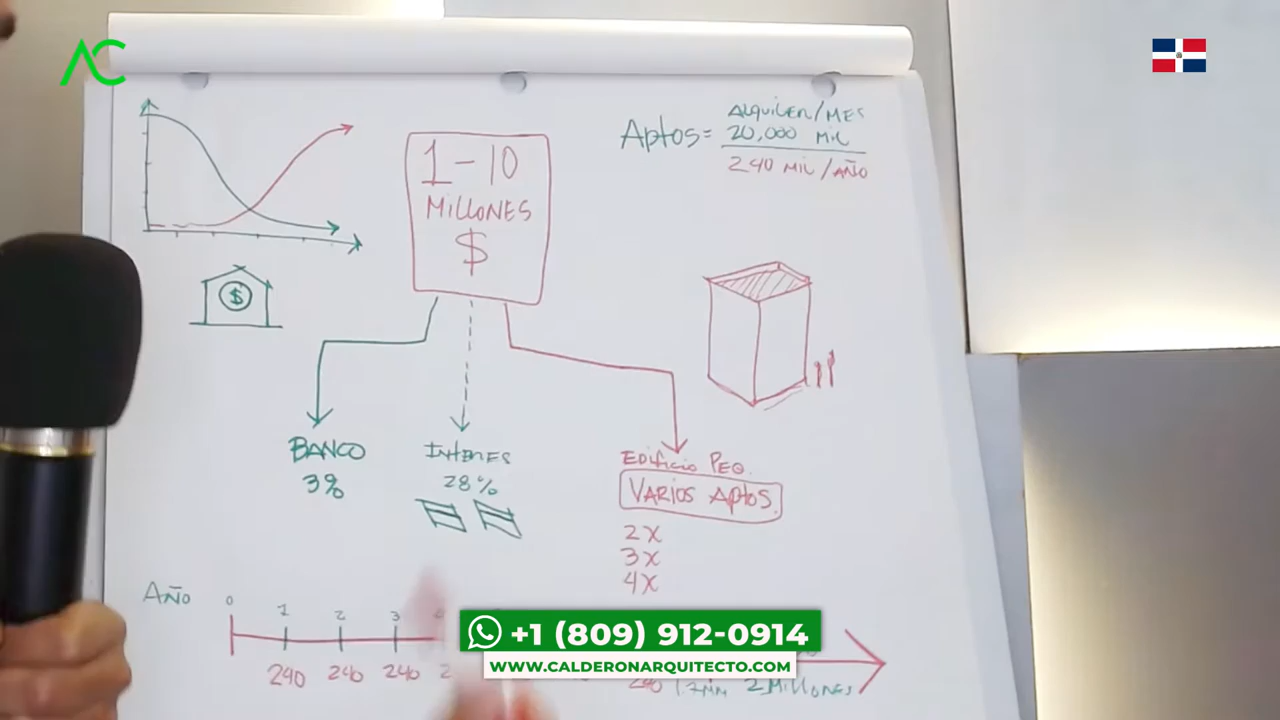 AC
1-10
MILLONES
$
Aptos=
ALQUILER/MES
20,000 MIL
240 MIL/AÑO
$
BANCO
3%
INTERES
28%
Edificio PEQ.
VARIOS APTOS.
2X
3X
4X
AÑO
0 1 2 3
240 240 240
+1 (809) 912-0914
WWW.CALDERONARQUITECTO.COM
240 1.7MM 2 MILLONES